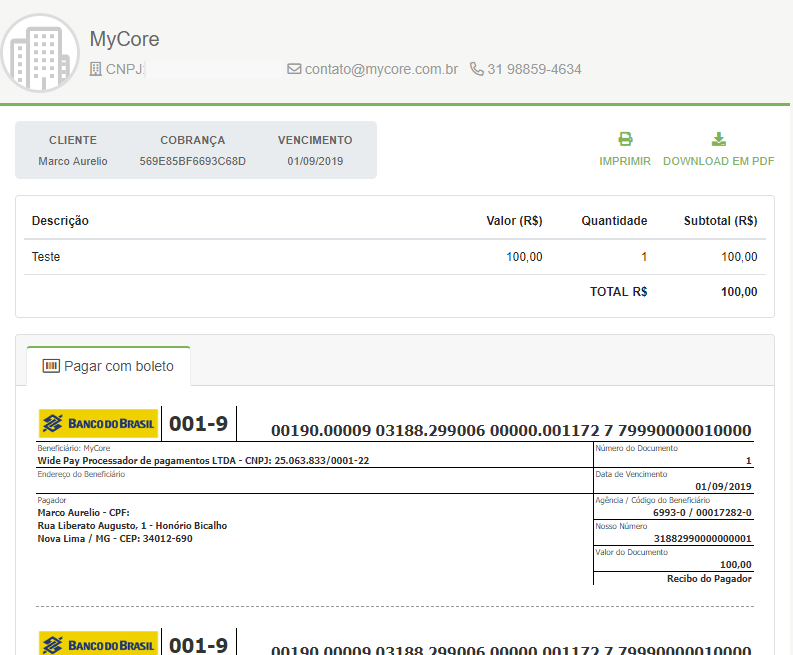 MyCore
CNPJ: contato@mycore.com.br 31 98859-4634
CLIENTE COBRANÇA VENCIMENTO
Marco Aurelio 569E85BF6693C68D 01/09/2019
IMPRIMIR DOWNLOAD EM PDF
Descrição Valor (R$) Quantidade Subtotal (R$)
Teste 100,00 1 100,00
TOTAL R$ 100,00
Pagar com boleto
BANCO DO BRASIL 001-9 00190.00009 03188.299006 00000.001172 7 79990000010000
Beneficiário: MyCore
Wide Pay Processador de pagamentos LTDA - CNPJ: 25.063.833/0001-22
Número do Documento
1
Endereço do Beneficiário
Data de Vencimento
01/09/2019
Pagador
Marco Aurelio - CPF:
Rua Liberato Augusto, 1 - Honório Bicalho
Nova Lima / MG - CEP: 34012-690
Agência / Código do Beneficiário
6993-0 / 00017282-0
Nosso Número
31882990000000001
Valor do Documento
100,00
Recibo do Pagador
BANCO DO BRASIL 001-9 00190.00009 03188.299006 00000.001172 7 79990000010000